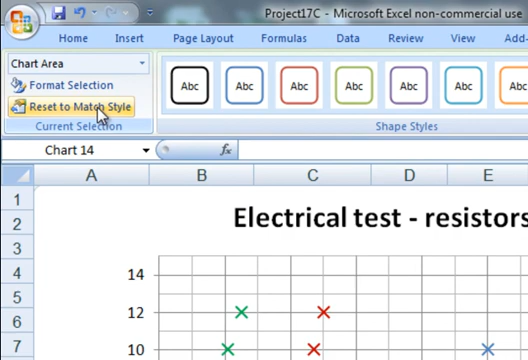 Project17C - Microsoft Excel non-commercial use
Home Insert Page Layout Formulas Data Review View Add-
Chart Area
Format Selection
Reset to Match Style
Current Selection
Abc Abc Abc Abc Abc Abc Abc
Shape Styles
Chart 14 fx
A B C D E
1
2
3
4
5
6
7
Electrical test - resistors
14
12
10